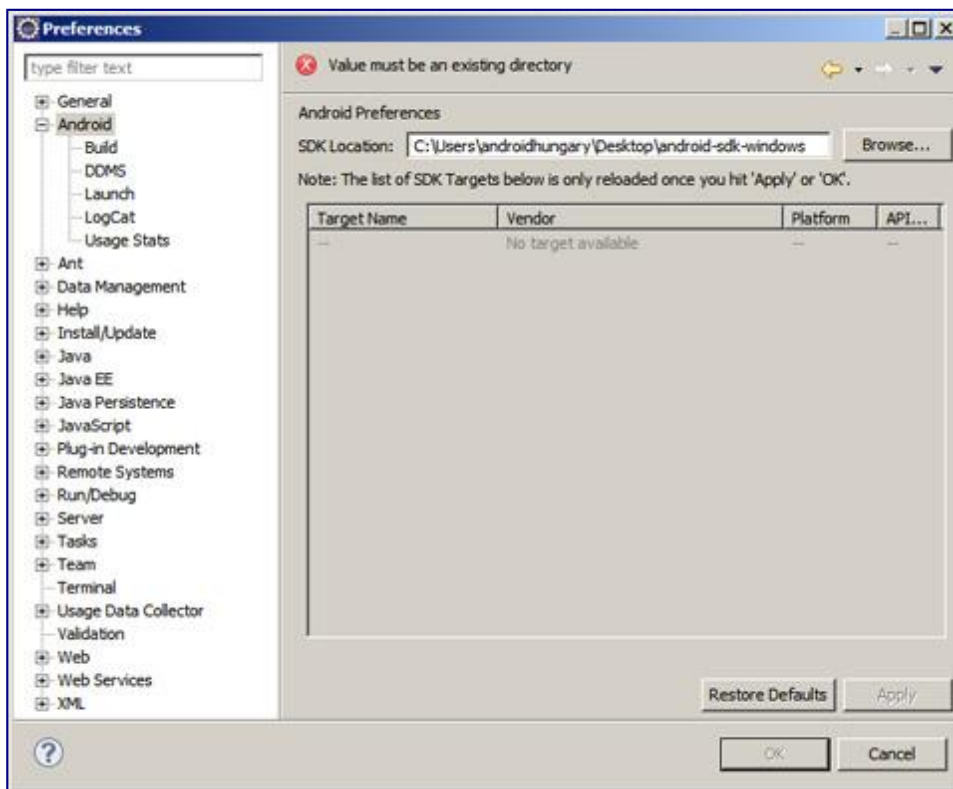 Preferences
type filter text
Value must be an existing directory
General
Android
Build
DDMS
Launch
LogCat
Usage Stats
Ant
Data Management
Help
Install/Update
Java
Java EE
Java Persistence
JavaScript
Plug-in Development
Remote Systems
Run/Debug
Server
Tasks
Team
Terminal
Usage Data Collector
Validation
Web
Web Services
XML
Android Preferences
SDK Location: C:\Users\androidhungary\Desktop\android-sdk-windows Browse...
Note: The list of SDK Targets below is only reloaded once you hit 'Apply' or 'OK'.
Target Name Vendor Platform API...
-- No target available -- --
Restore Defaults Apply
? OK Cancel